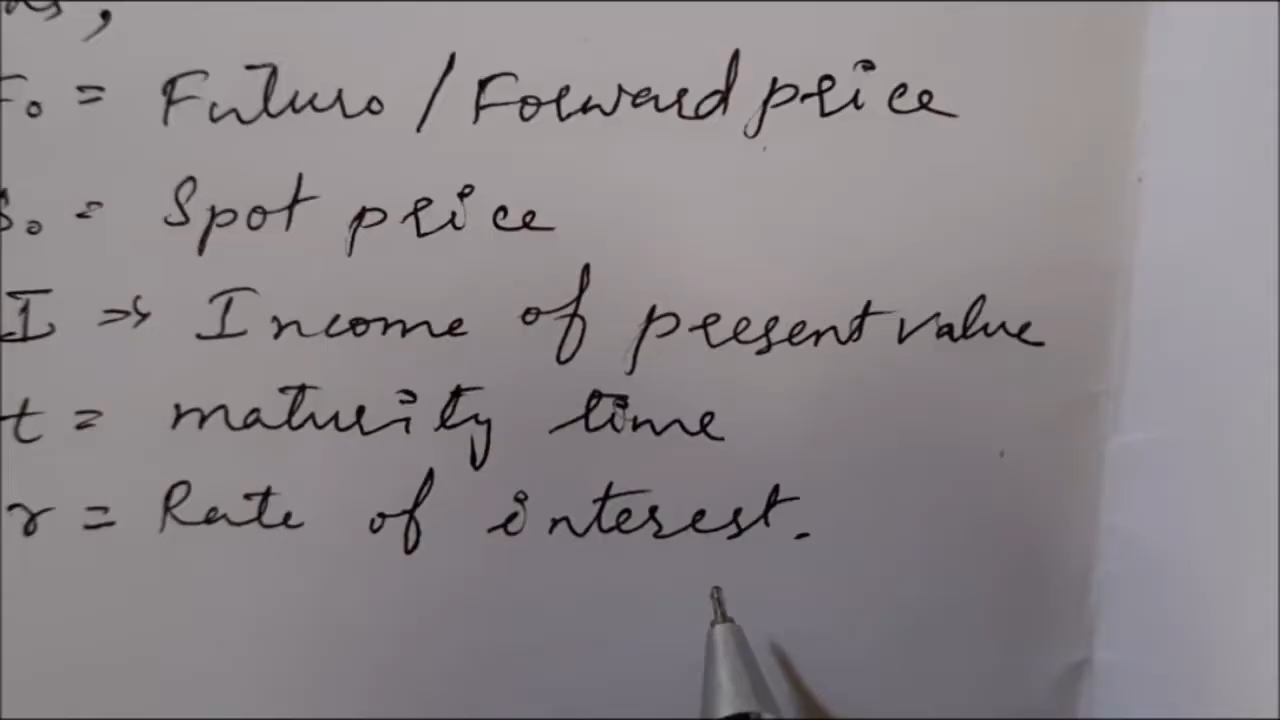 F₀ = Future / Forward price
S₀ = Spot price
I => Income of present value
t = maturity time
r = Rate of interest.